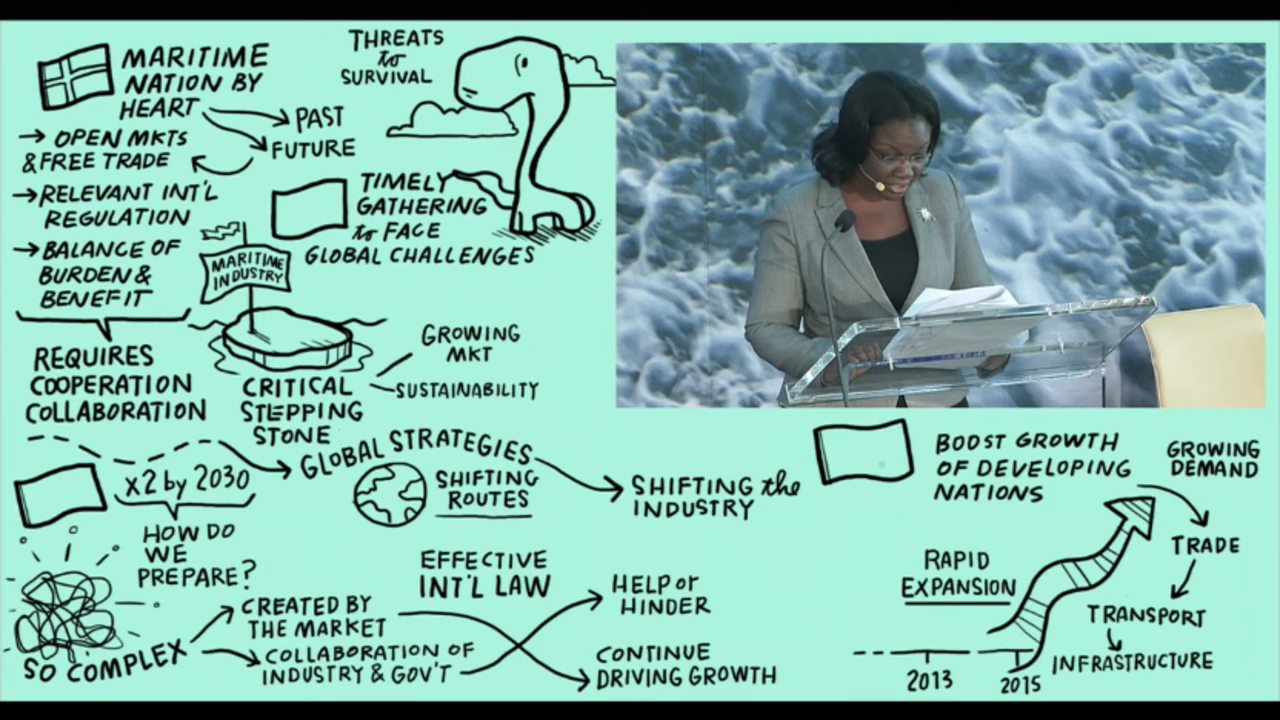 MARITIME
NATION BY
HEART
PAST
FUTURE
→ OPEN MKTS
& FREE TRADE
→ RELEVANT INT'L
REGULATION
→ BALANCE OF
BURDEN &
BENEFIT
REQUIRES
COOPERATION
COLLABORATION
THREATS
to
SURVIVAL
TIMELY
GATHERING
to FACE
GLOBAL CHALLENGES
MARITIME
INDUSTRY
CRITICAL
STEPPING
STONE
GROWING
MKT
SUSTAINABILITY
x2 by 2030
HOW DO
WE
PREPARE?
GLOBAL STRATEGIES
SHIFTING
ROUTES
SHIFTING the
INDUSTRY
SO COMPLEX
CREATED BY
THE MARKET
COLLABORATION OF
INDUSTRY & GOV'T
EFFECTIVE
INT'L LAW
HELP or
HINDER
CONTINUE
DRIVING GROWTH
BOOST GROWTH
OF DEVELOPING
NATIONS
GROWING
DEMAND
TRADE
TRANSPORT
INFRASTRUCTURE
RAPID
EXPANSION
2013
2015